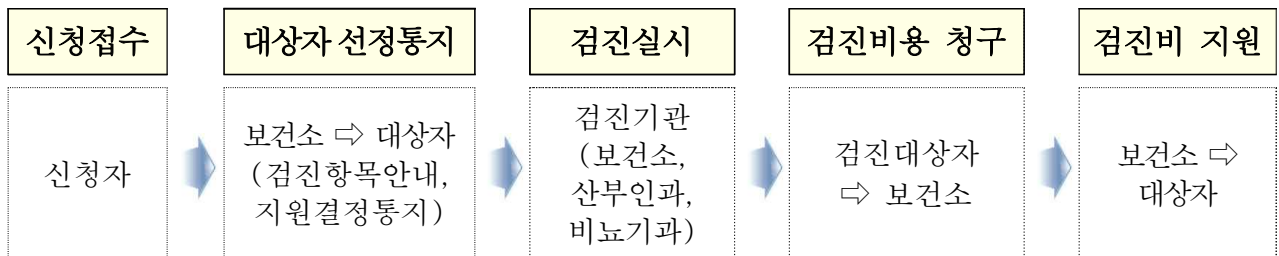 신청접수
대상자 선정통지
검진실시
검진비용 청구
검진비 지원
신청자
보건소 ⇨ 대상자
(검진항목안내,
지원결정통지)
검진기관
(보건소,
산부인과,
비뇨기과)
검진대상자
⇨ 보건소
보건소 ⇨
대상자